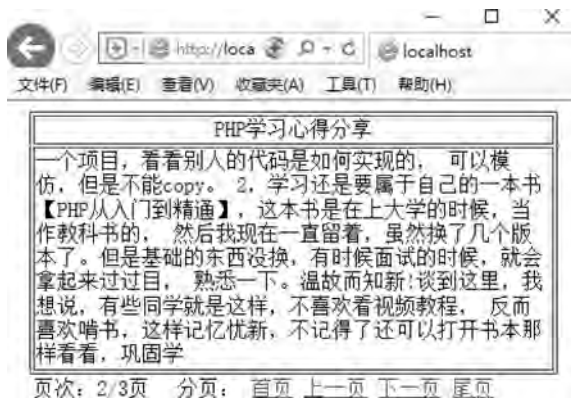 http://loca
localhost
文件(F) 编辑(E) 查看(V) 收藏夹(A) 工具(T) 帮助(H)
PHP学习心得分享
一个项目，看看别人的代码是如何实现的， 可以模
仿，但是不能copy。 2，学习还是要属于自己的一本书
【PHP从入门到精通】，这本书是在上大学的时候，当
作教科书的， 然后我现在一直留着，虽然换了几个版
本了。但是基础的东西没换，有时候面试的时候，就会
拿起来过过目， 熟悉一下。温故而知新!谈到这里，我
想说，有些同学就是这样，不喜欢看视频教程， 反而
喜欢啃书，这样记忆忧新，不记得了还可以打开书本那
样看看，巩固学
页次：2/3页 分页： 首页 上一页 下一页 尾页